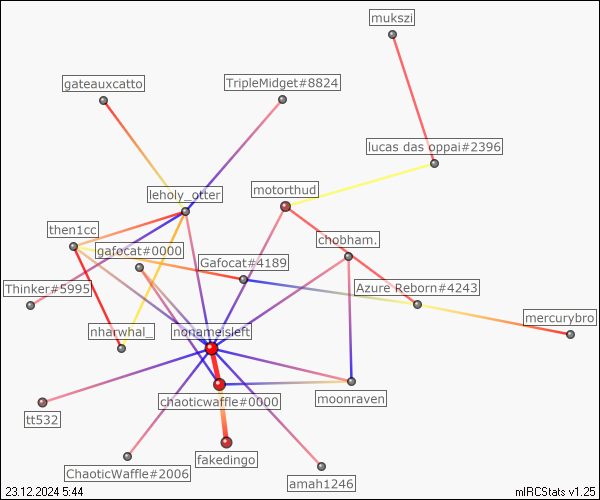 mukszi
gateauxcatto
TripleMidget#8824
lucas das oppai#2396
leholy_otter
motorthud
then1cc
chobham.
gafocat#0000
Gafocat#4189
Thinker#5995
Azure Reborn#4243
mercurybro
nharwhal_
nonameisleft
chaoticwaffle#0000
moonraven
tt532
fakedingo
ChaoticWaffle#2006
amah1246
23.12.2024 5:44
mIRCStats v1.25